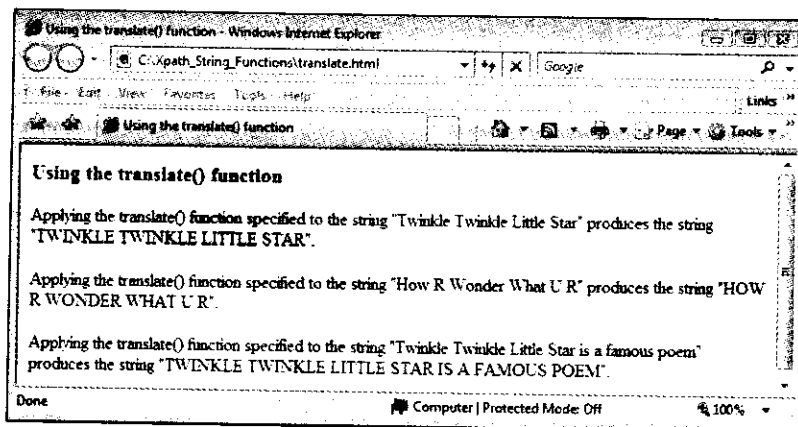 Using the translate() function - Windows Internet Explorer
C:\Xpath_String_Functions\translate.html Google
File Edit View Favorites Tools Help Links »
Using the translate() function Page Tools »
Using the translate() function
Applying the translate() function specified to the string "Twinkle Twinkle Little Star" produces the string
"TWINKLE TWINKLE LITTLE STAR".
Applying the translate() function specified to the string "How R Wonder What U R" produces the string "HOW
R WONDER WHAT U R".
Applying the translate() function specified to the string "Twinkle Twinkle Little Star is a famous poem"
produces the string "TWINKLE TWINKLE LITTLE STAR IS A FAMOUS POEM".
Done Computer | Protected Mode: Off 100%